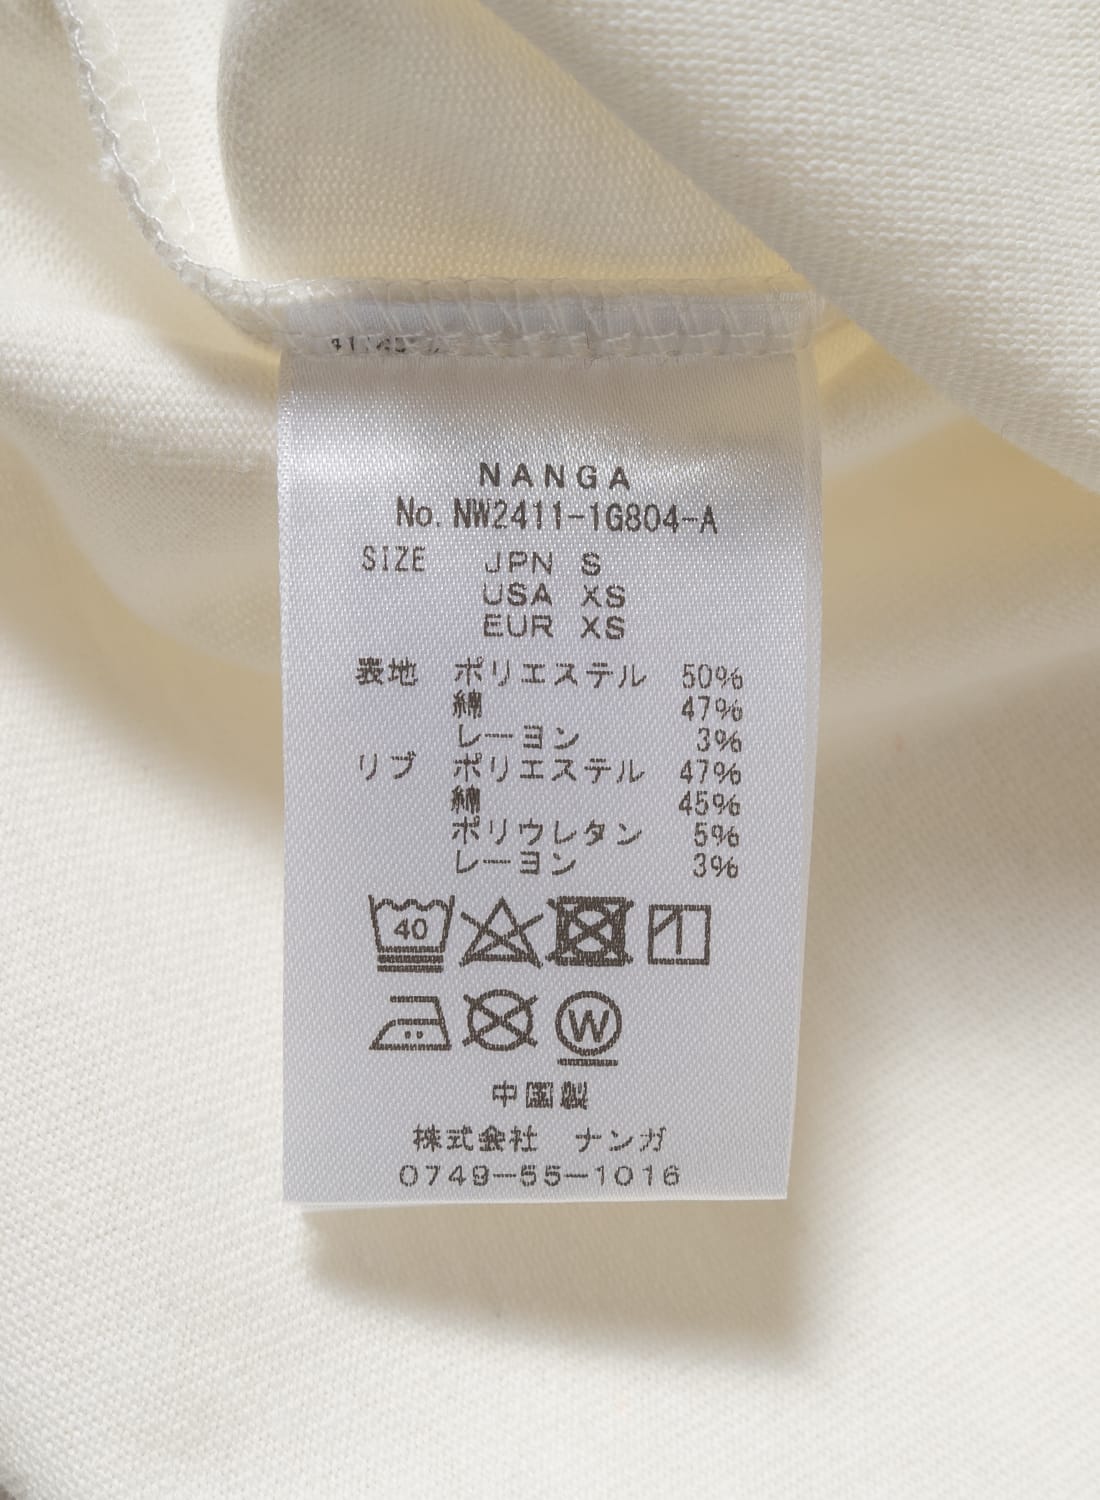 NANGA
No. NW2411-1G804-A
SIZE JPN S
USA XS
EUR XS
表地 ポリエステル 50%
綿 47%
レーヨン 3%
リブ ポリエステル 47%
綿 45%
ポリウレタン 5%
レーヨン 3%
40
W
中国製
株式会社 ナンガ
0749-55-1016